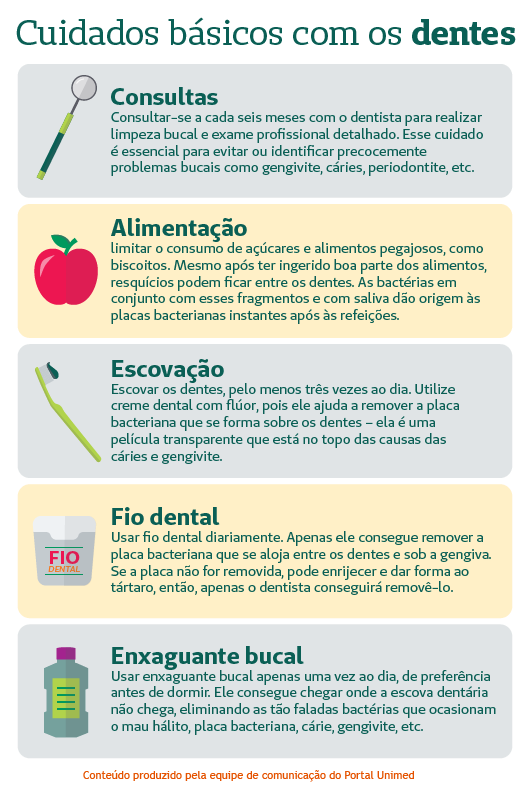 Cuidados básicos com os dentes
Consultas
Consultar-se a cada seis meses com o dentista para realizar
limpeza bucal e exame profissional detalhado. Esse cuidado
é essencial para evitar ou identificar precocemente
problemas bucais como gengivite, cáries, periodontite, etc.
Alimentação
limitar o consumo de açúcares e alimentos pegajosos, como
biscoitos. Mesmo após ter ingerido boa parte dos alimentos,
resquícios podem ficar entre os dentes. As bactérias em
conjunto com esses fragmentos e com saliva dão origem às
placas bacterianas instantes após às refeições.
Escovação
Escovar os dentes, pelo menos três vezes ao dia. Utilize
creme dental com flúor, pois ele ajuda a remover a placa
bacteriana que se forma sobre os dentes – ela é uma
película transparente que está no topo das causas das
cáries e gengivite.
FIO
DENTAL
Fio dental
Usar fio dental diariamente. Apenas ele consegue remover a
placa bacteriana que se aloja entre os dentes e sob a gengiva.
Se a placa não for removida, pode enrijecer e dar forma ao
tártaro, então, apenas o dentista conseguirá removê-lo.
Enxaguante bucal
Usar enxaguante bucal apenas uma vez ao dia, de preferência
antes de dormir. Ele consegue chegar onde a escova dentária
não chega, eliminando as tão faladas bactérias que ocasionam
o mau hálito, placa bacteriana, cárie, gengivite, etc.
Conteúdo produzido pela equipe de comunicação do Portal Unimed